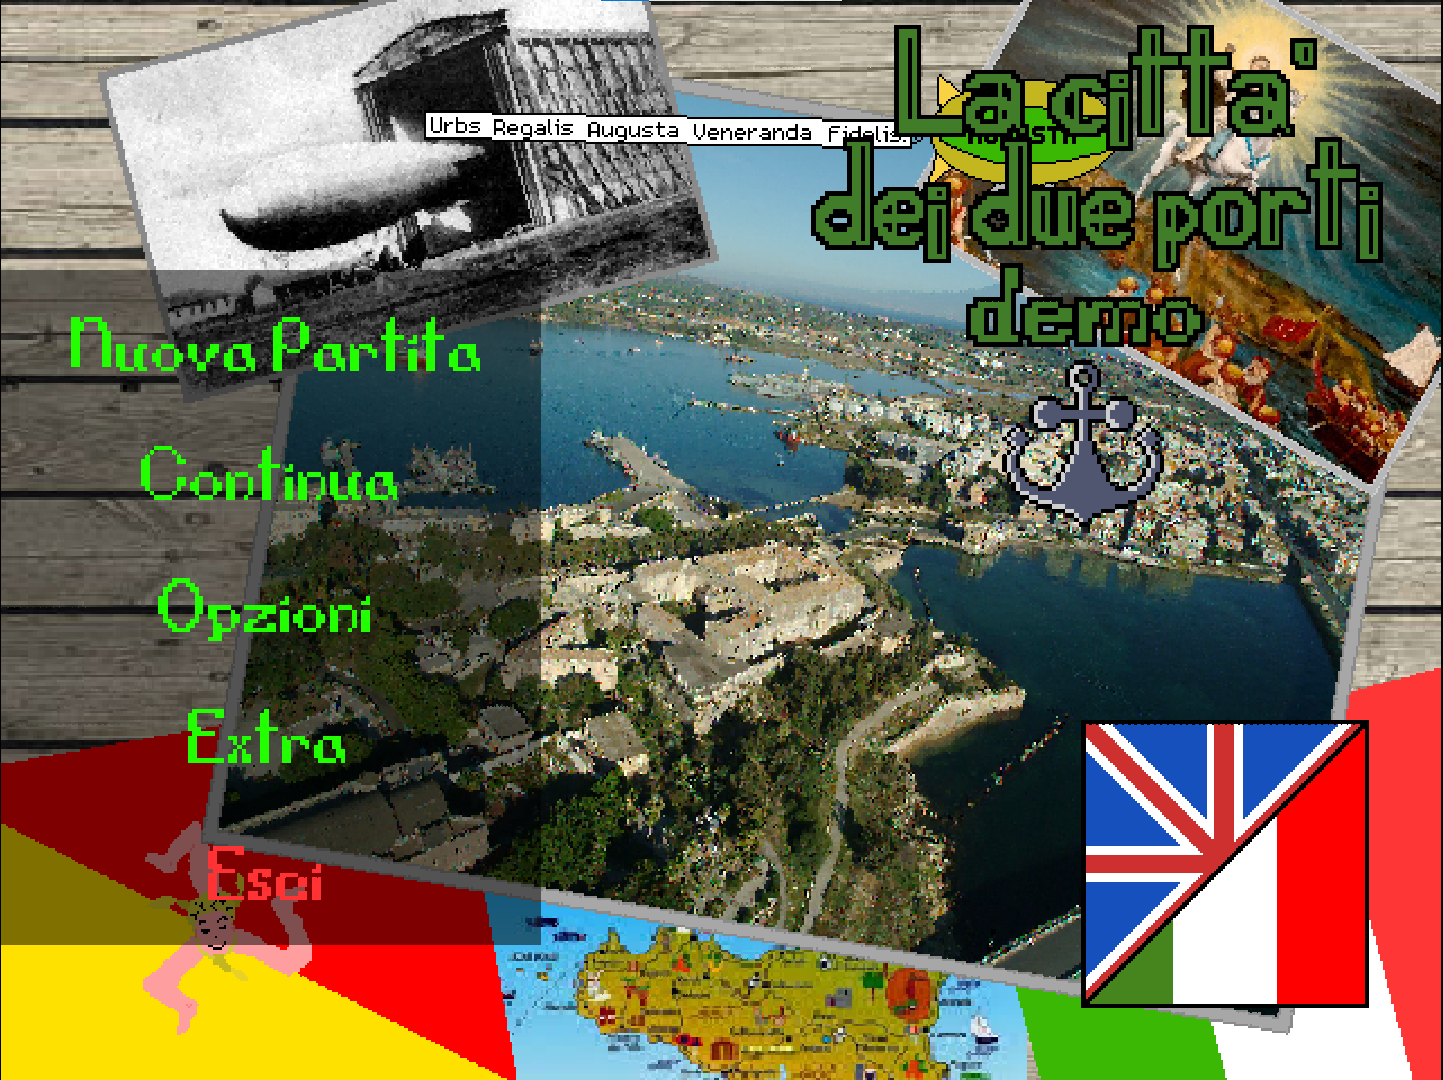 La citta'
dei due porti
demo
Urbs Regalis Augusta Veneranda Fidelis.
Nuova Partita
Continua
Opzioni
Extra
Esci